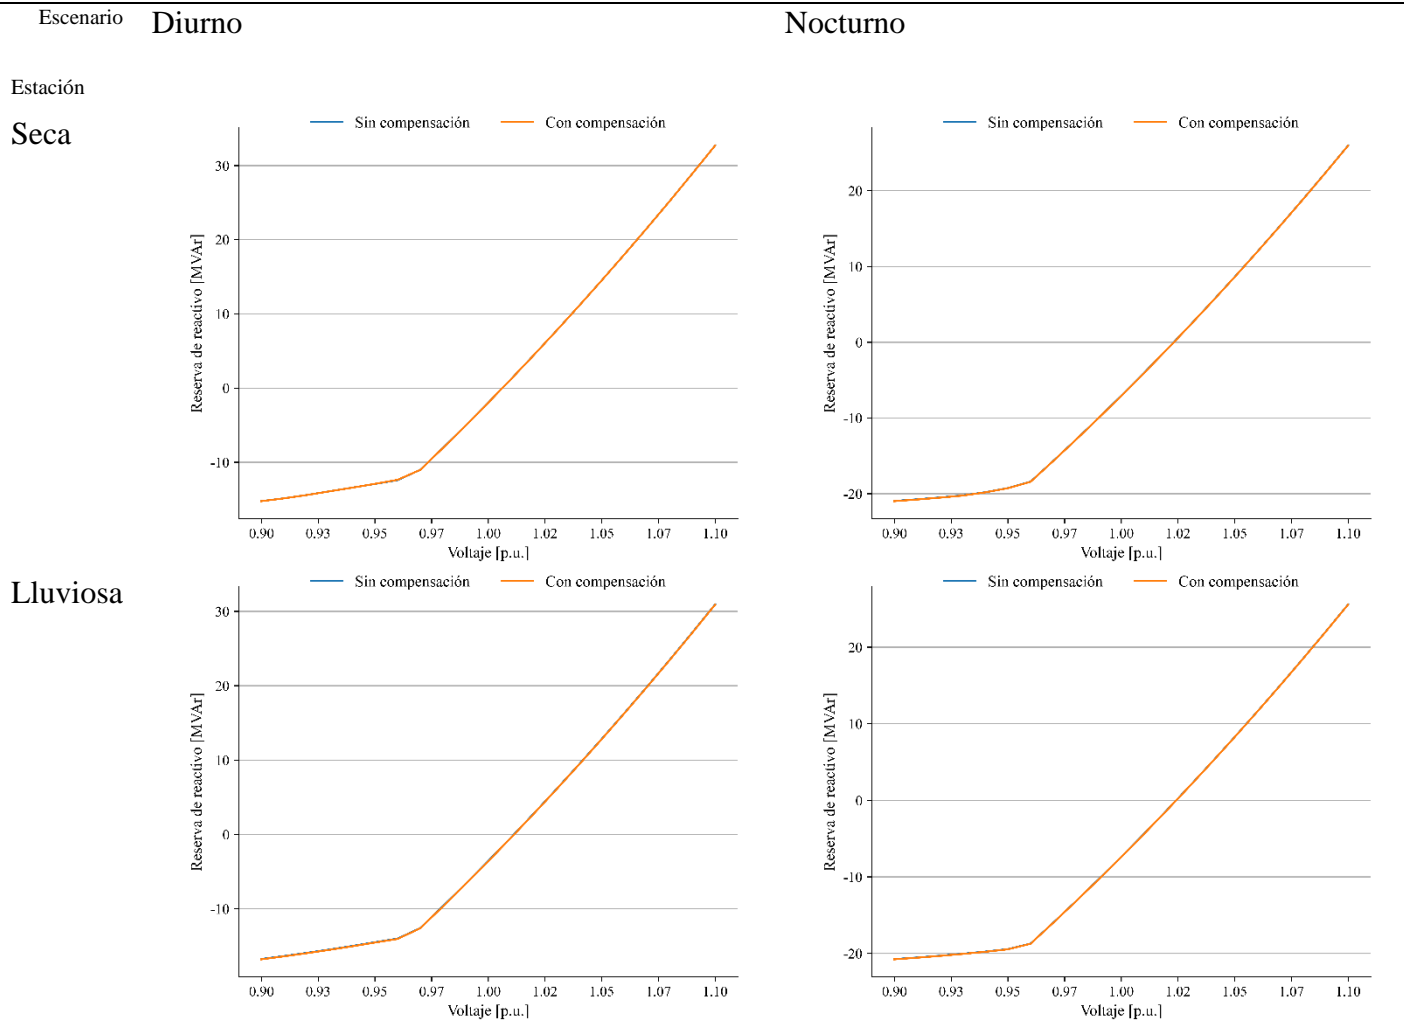 Escenario Diurno Nocturno
Estación
Seca
Sin compensación Con compensación
30
20
10
0
-10
Reserva de reactivo [MVAr]
0.90 0.93 0.95 0.97 1.00 1.02 1.05 1.07 1.10
Voltaje [p.u.]
Sin compensación Con compensación
20
10
0
-10
-20
Reserva de reactivo [MVAr]
0.90 0.93 0.95 0.97 1.00 1.02 1.05 1.07 1.10
Voltaje [p.u.]
Lluviosa
Sin compensación Con compensación
30
20
10
0
-10
Reserva de reactivo [MVAr]
0.90 0.93 0.95 0.97 1.00 1.02 1.05 1.07 1.10
Voltaje [p.u.]
Sin compensación Con compensación
20
10
0
-10
-20
Reserva de reactivo [MVAr]
0.90 0.93 0.95 0.97 1.00 1.02 1.05 1.07 1.10
Voltaje [p.u.]